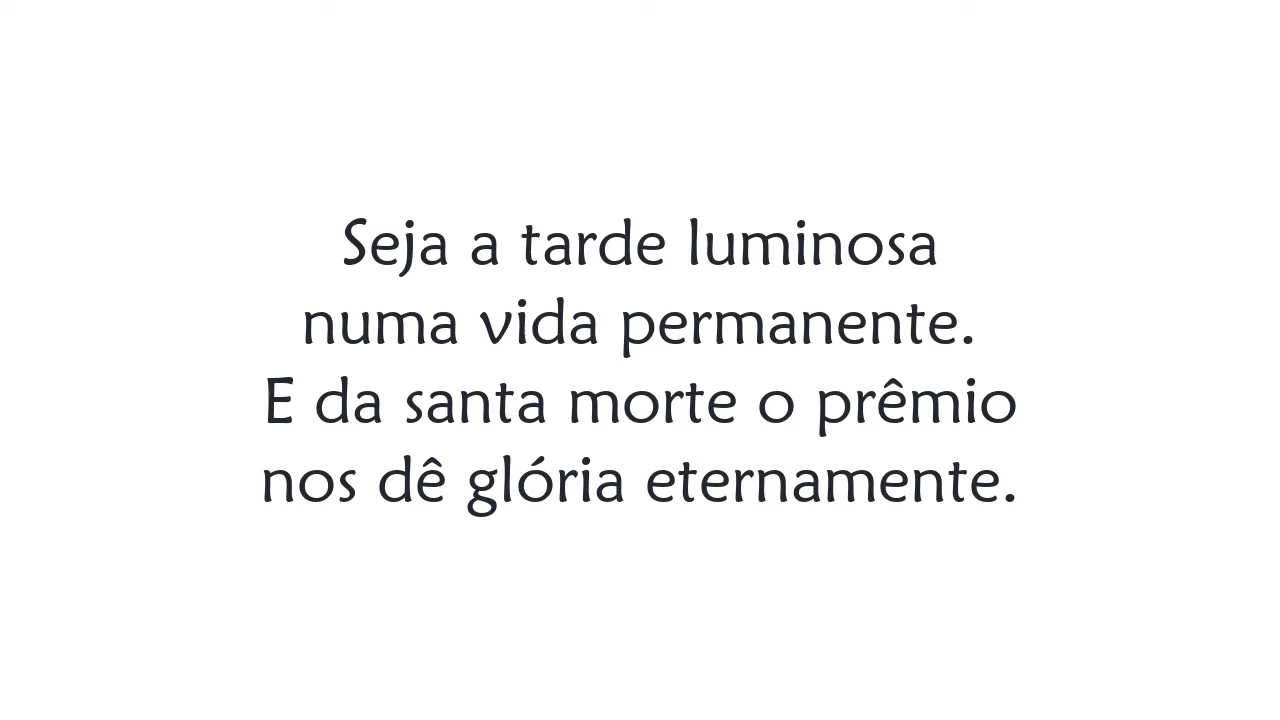 Seja a tarde luminosa
numa vida permanente.
E da santa morte o prêmio
nos dê glória eternamente.